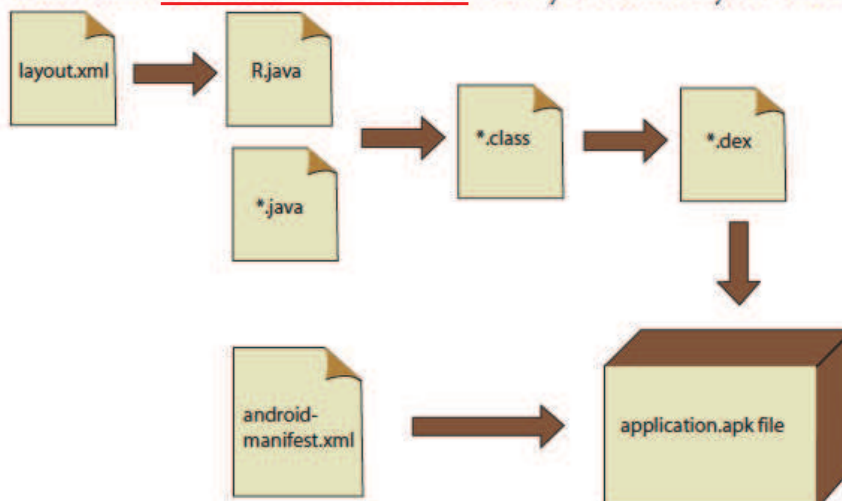 layout.xml
R.java
*.java
*.class
*.dex
android-
manifest.xml
application.apk file